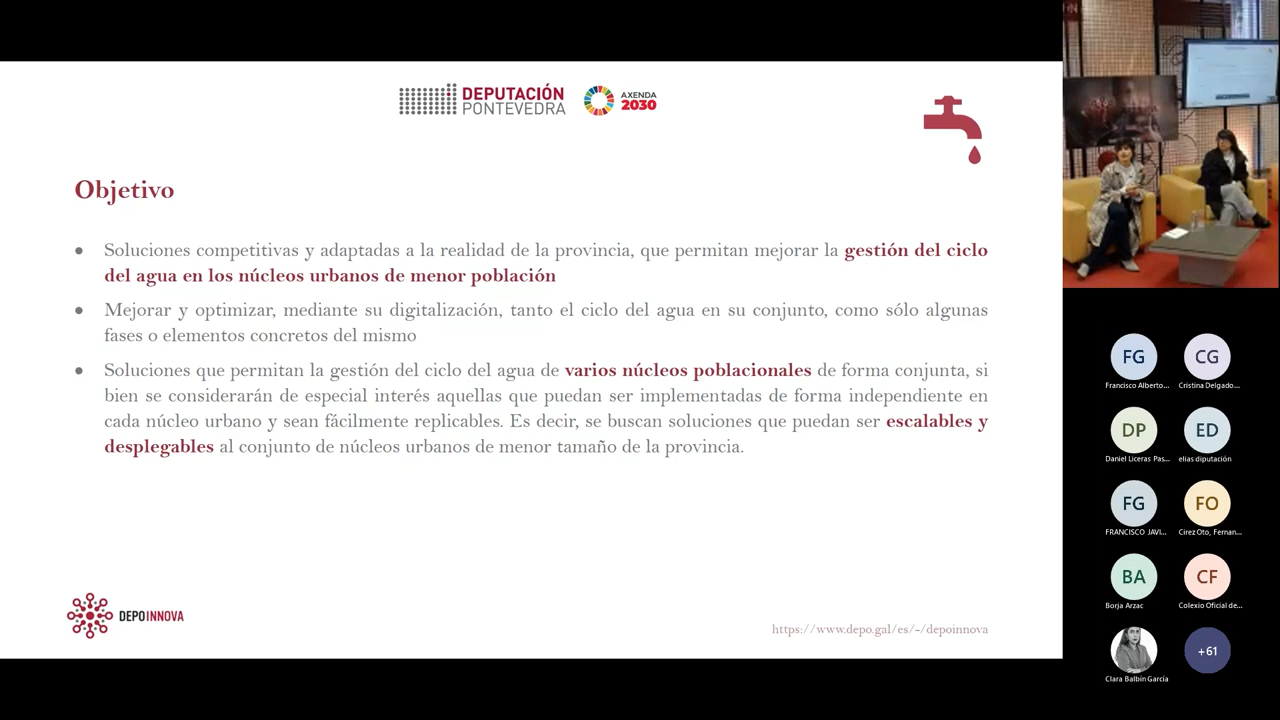 DEPUTACIÓN
PONTEVEDRA
AXENDA
2030
Objetivo
● Soluciones competitivas y adaptadas a la realidad de la provincia, que permitan mejorar la gestión del ciclo
del agua en los núcleos urbanos de menor población
● Mejorar y optimizar, mediante su digitalización, tanto el ciclo del agua en su conjunto, como sólo algunas
fases o elementos concretos del mismo
● Soluciones que permitan la gestión del ciclo del agua de varios núcleos poblacionales de forma conjunta, si
bien se considerarán de especial interés aquellas que puedan ser implementadas de forma independiente en
cada núcleo urbano y sean fácilmente replicables. Es decir, se buscan soluciones que puedan ser escalables y
desplegables al conjunto de núcleos urbanos de menor tamaño de la provincia.
DEPOINNOVA
https://www.depo.gal/es/-/depoinnova
FG
CG
Francisco Alberto...
Cristina Delgado...
DP
ED
Daniel Liceras Pas...
elias diputación
FG
FO
FRANCISCO JAVI...
Cirez Oto, Fernan...
BA
CF
Borja Arzac
Colexio Oficial de...
+61
Clara Balbín García